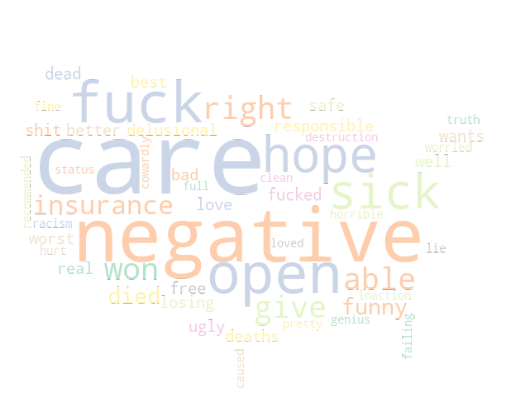 dead
best
fuck
right
safe
fine
truth
shit better delusional
responsible
wants
destruction
worried
care
hope
cowardly
well
recommended
status
bad
full
clean
sick
fucked
insurance
love
horrible
racism
negative
worst
loved
lie
hurt
real
won
open
able
free
died
losing
give
inaction
funny
ugly
pretty
genius
deaths
failing
caused